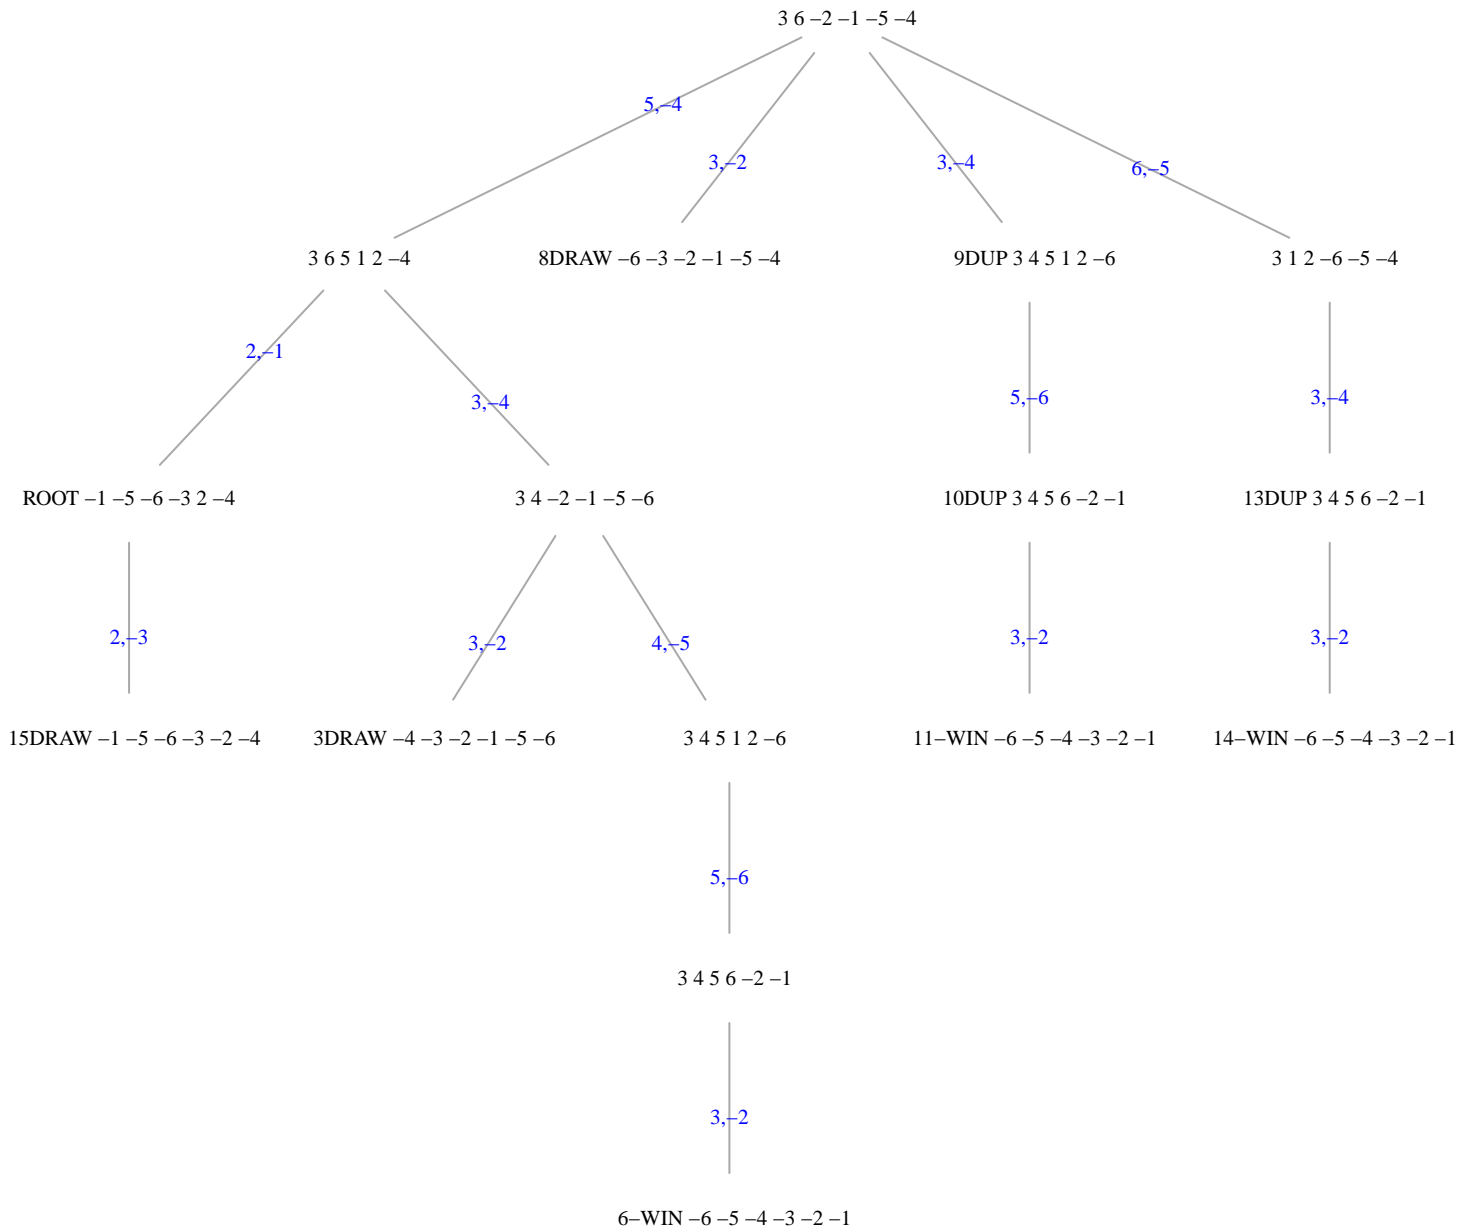 3 6 –2 –1 –5 –4
5,–4
3,–2
3,–4
6,–5
3 6 5 1 2 –4
8DRAW –6 –3 –2 –1 –5 –4
9DUP 3 4 5 1 2 –6
3 1 2 –6 –5 –4
2,–1
3,–4
5,–6
3,–4
ROOT –1 –5 –6 –3 2 –4
3 4 –2 –1 –5 –6
10DUP 3 4 5 6 –2 –1
13DUP 3 4 5 6 –2 –1
2,–3
3,–2
4,–5
3,–2
3,–2
15DRAW –1 –5 –6 –3 –2 –4
3DRAW –4 –3 –2 –1 –5 –6
3 4 5 1 2 –6
11–WIN –6 –5 –4 –3 –2 –1
14–WIN –6 –5 –4 –3 –2 –1
5,–6
3 4 5 6 –2 –1
3,–2
6–WIN –6 –5 –4 –3 –2 –1